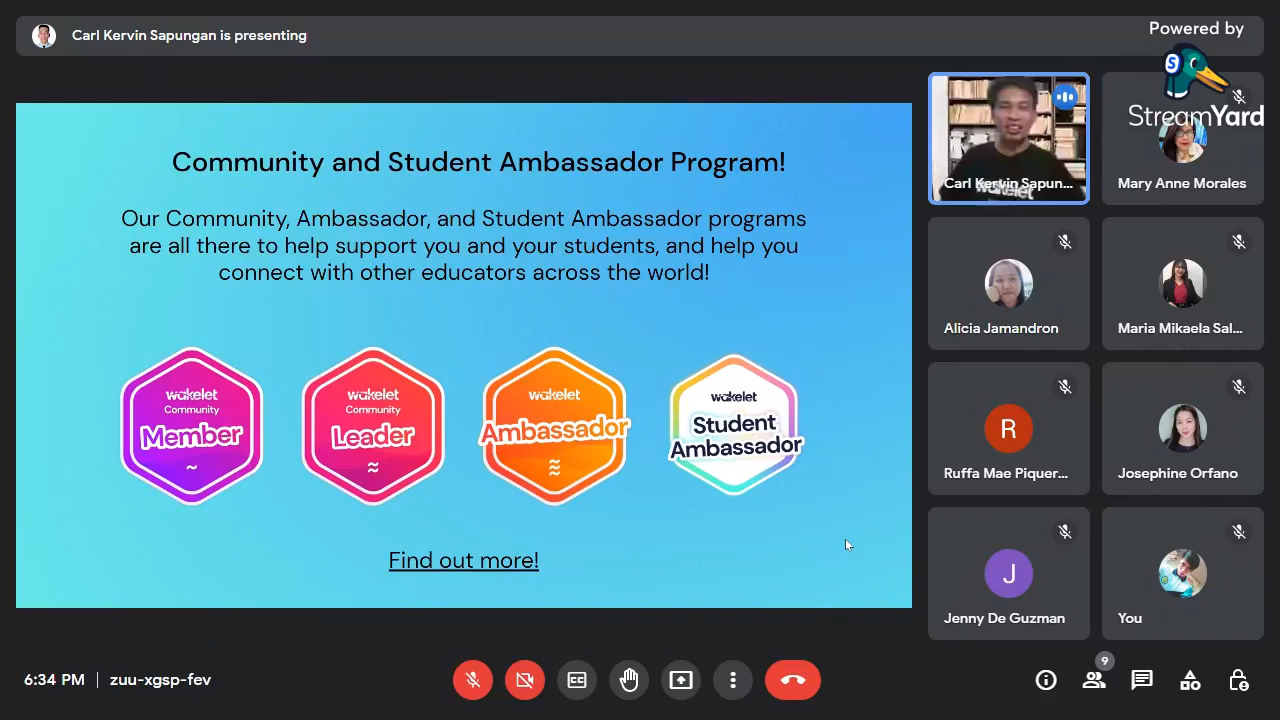 Carl Kervin Sapungan is presenting
Powered by
StreamYard
Community and Student Ambassador Program!
Our Community, Ambassador, and Student Ambassador programs
are all there to help support you and your students, and help you
connect with other educators across the world!
wakelet
Community
Member
wakelet
Community
Leader
wakelet
Ambassador
wakelet
Student
Ambassador
Find out more!
wakelet
Carl Kervin Sapun...
Mary Anne Morales
Alicia Jamandron
Maria Mikaela Sal...
R
Ruffa Mae Piquer...
Josephine Orfano
J
Jenny De Guzman
You
6:34 PM | zuu-xgsp-fev
CC
9